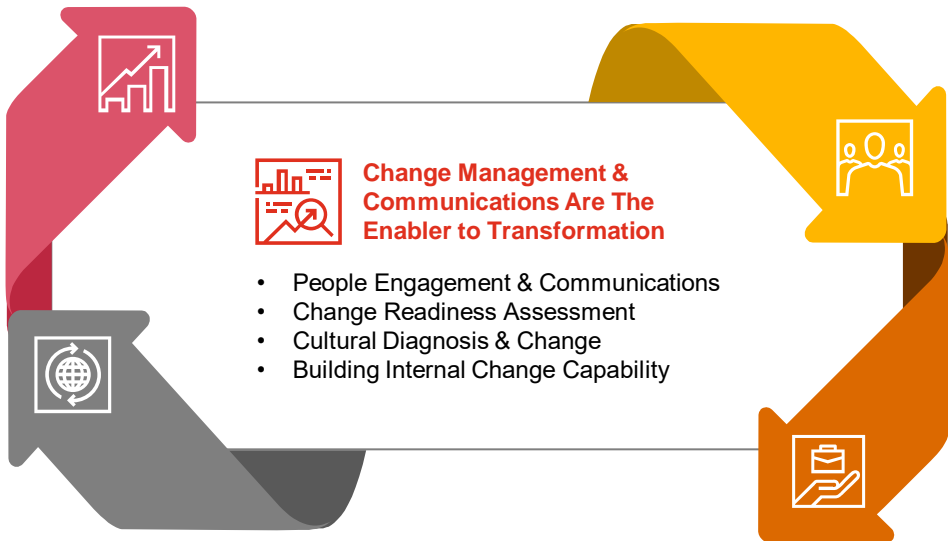 Change Management &
Communications Are The
Enabler to Transformation
• People Engagement & Communications
• Change Readiness Assessment
• Cultural Diagnosis & Change
• Building Internal Change Capability